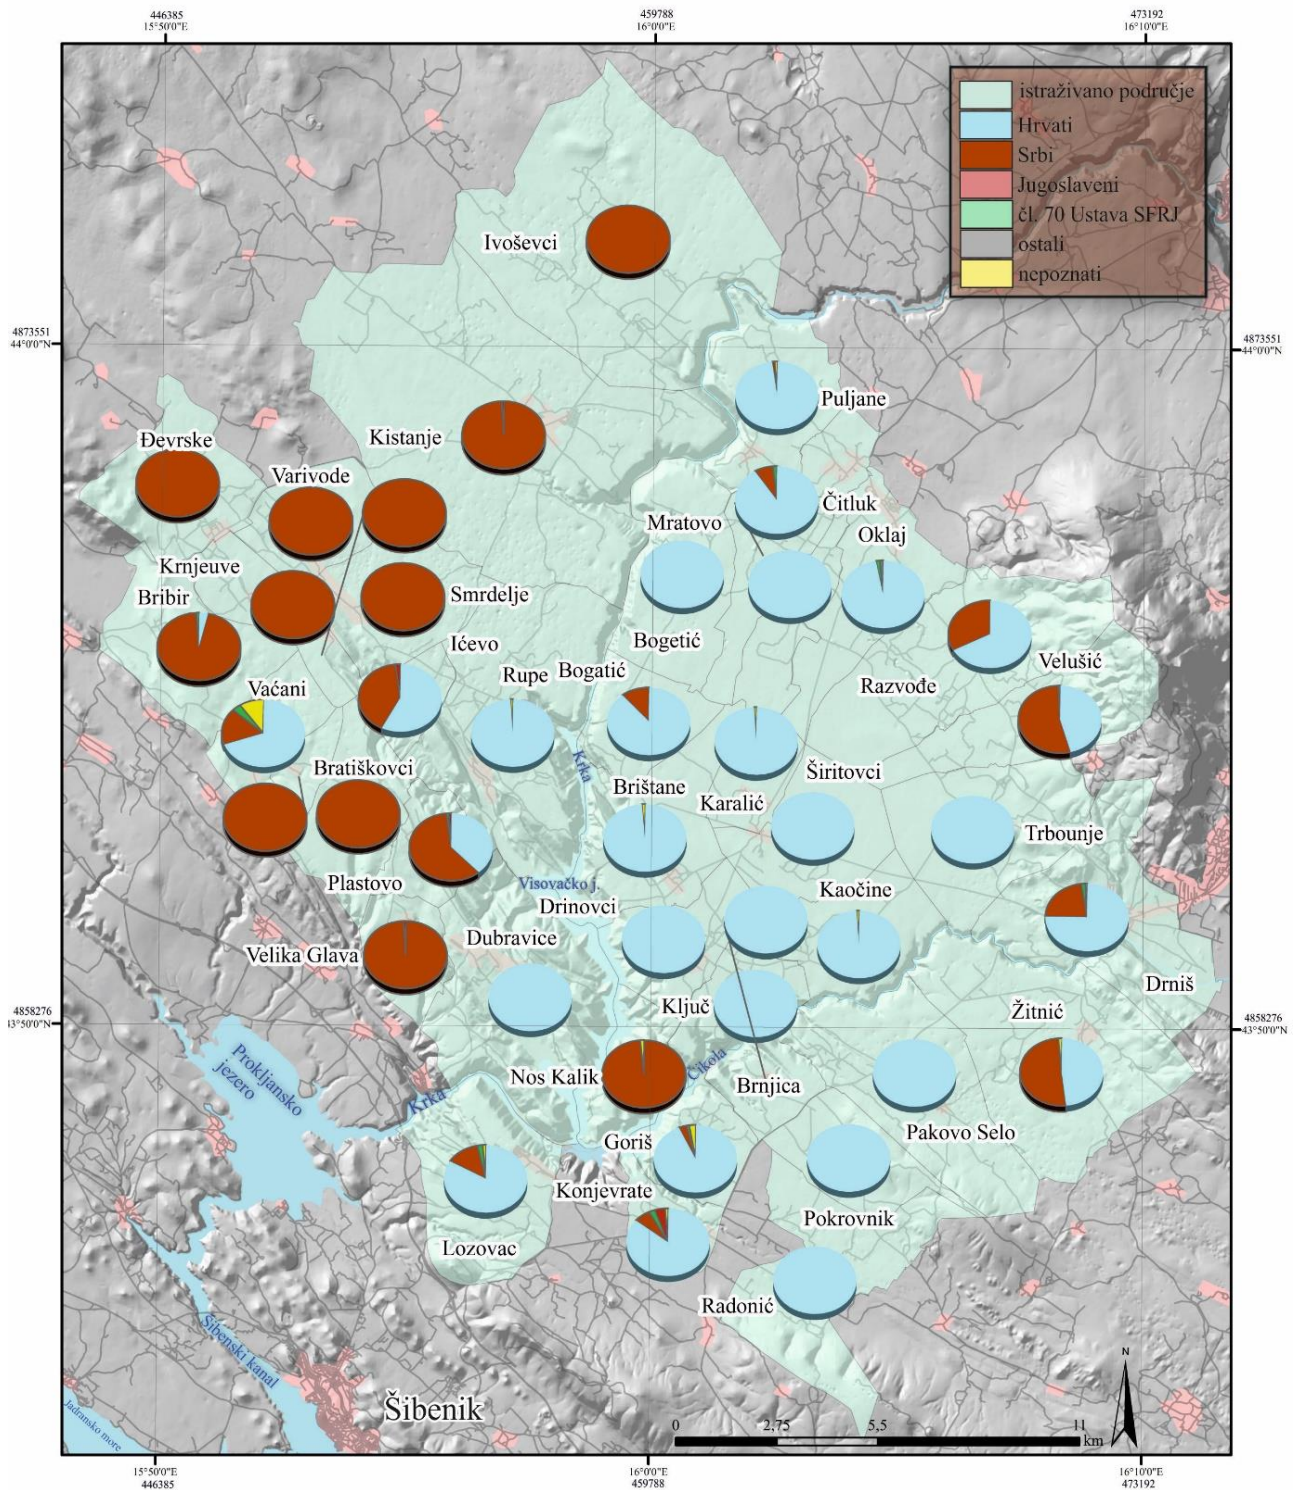 446385
15°50'0"E
459788
16°0'0"E
473192
16°10'0"E
istraživano područje
Hrvati
Srbi
Jugoslaveni
čl. 70 Ustava SFRJ
ostali
nepoznati
Ivoševci
4873551
44°0'0"N
4873551
44°0'0"N
Puljane
Kistanje
Đevrske
Varivode
Čitluk
Mratovo
Oklaj
Krnjeuve
Bribir
Smrdelje
Ićevo
Bogetić
Velušić
Rupe
Bogatić
Razvođe
Vaćani
Krka
Bratiškovci
Širitovci
Brištane
Karalić
Trbounje
Plastovo
Visovačko j.
Kaočine
Drinovci
Dubravice
Velika Glava
Drniš
Ključ
Žitnić
4858276
43°50'0"N
4858276
3°50'0"N
Prokljansko
jezero
Nos Kalik
Čikola
Brnjica
Krka
Goriš
Pakovo Selo
Konjevrate
Pokrovnik
Lozovac
Radonić
Šibenski kanal
Šibenik
Jadransko more
N
0
2,75
5,5
11
km
15°50'0"E
446385
16°0'0"E
459788
16°10'0"E
473192